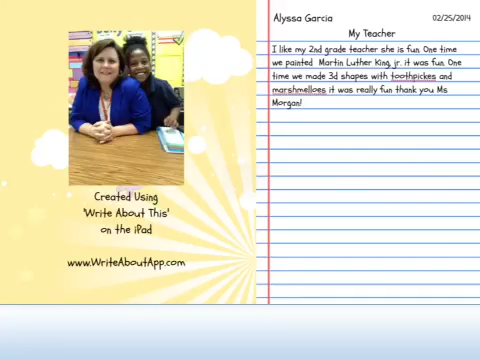 Created Using
'Write About This'
on the iPad
www.WriteAboutApp.com
Alyssa Garcia 02/25/2014
My Teacher
I like my 2nd grade teacher she is fun. One time
we painted Martin Luther King, jr. it was fun. One
time we made 3d shapes with toothpickes and
marshmelloes it was really fun thank you Ms
Morgan!